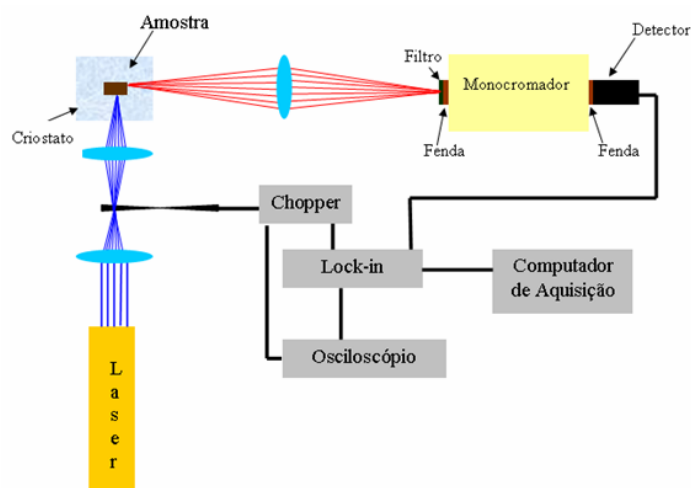 Amostra
Detector
Filtro
Monocromador
Criostato
Fenda
Fenda
Chopper
Lock-in
Computador
de Aquisição
Osciloscópio
L
a
s
e
r